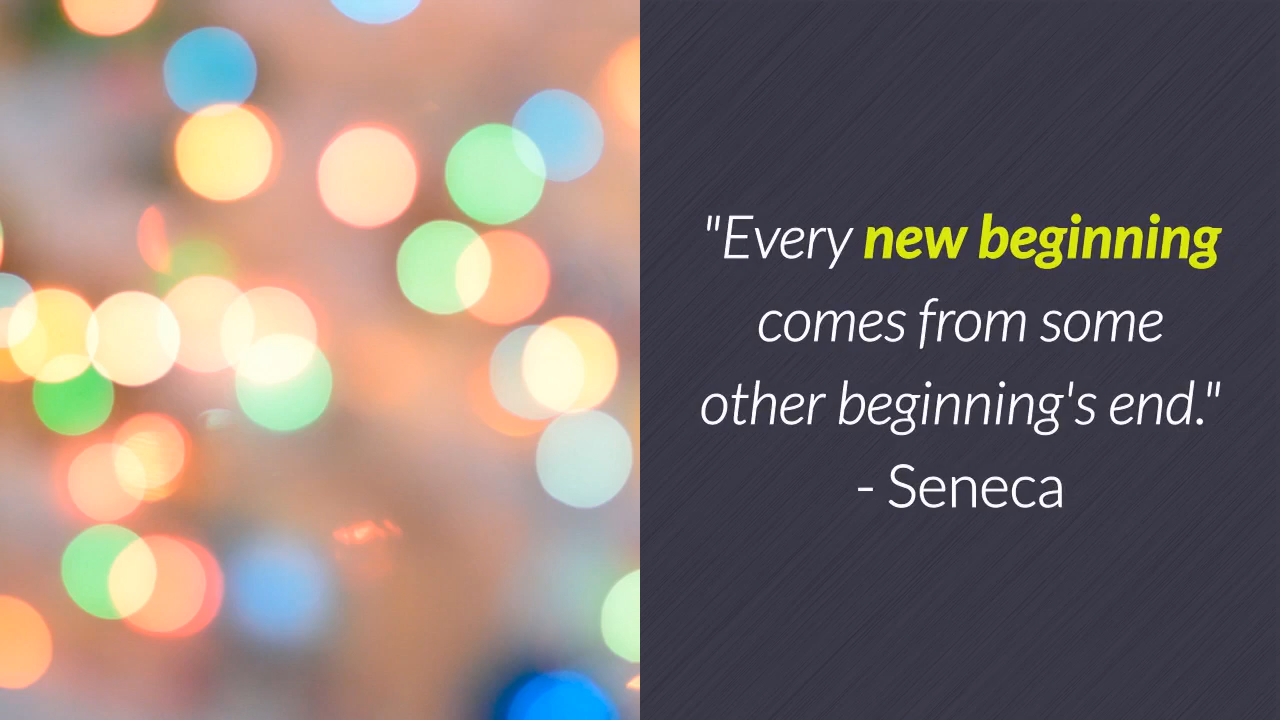 "Every new beginning
comes from some
other beginning's end."
- Seneca